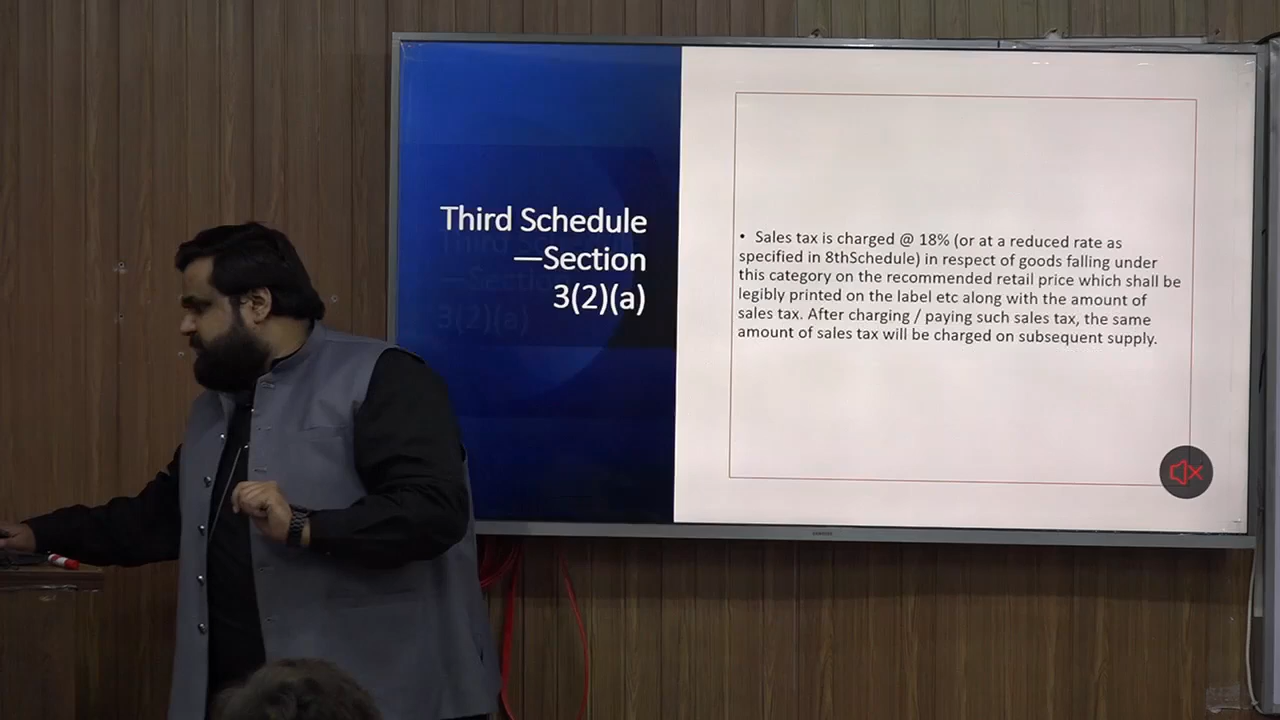 Third Schedule
—Section
3(2)(a)
• Sales tax is charged @ 18% (or at a reduced rate as
specified in 8thSchedule) in respect of goods falling under
this category on the recommended retail price which shall be
legibly printed on the label etc along with the amount of
sales tax. After charging / paying such sales tax, the same
amount of sales tax will be charged on subsequent supply.